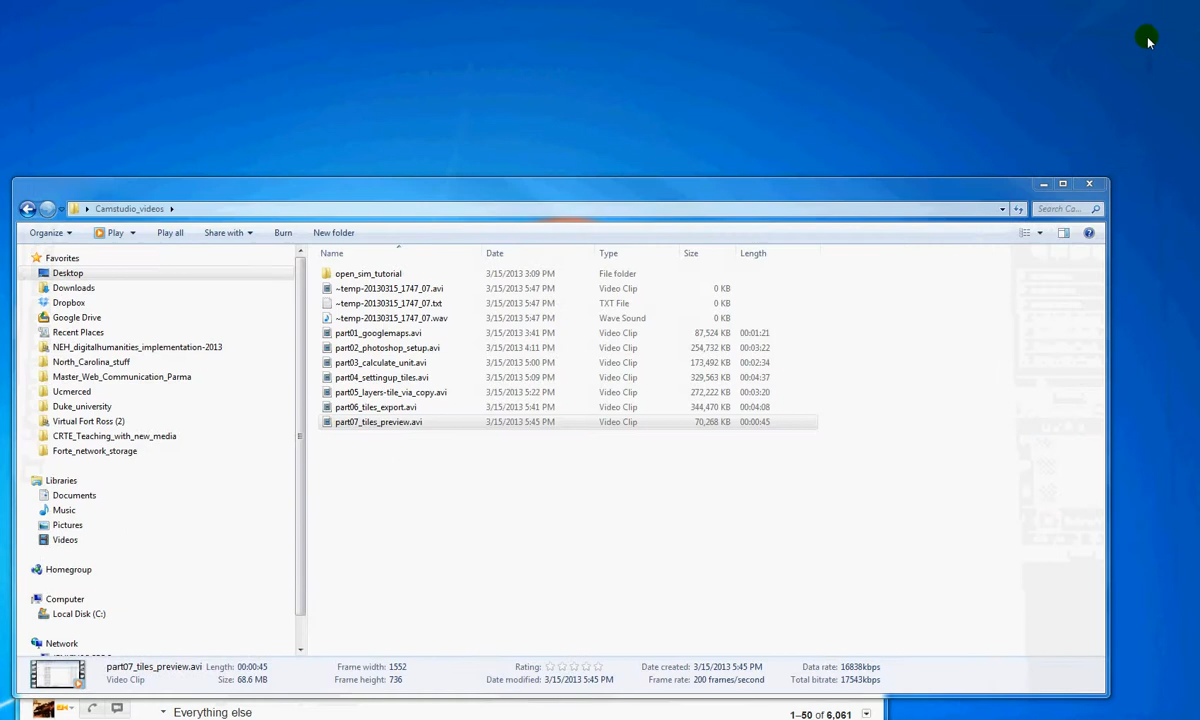 Camstudio_videos
Search Ca...
Organize Play Play all Share with Burn New folder
Name Date Type Size Length
Favorites
Desktop
Downloads
Dropbox
Google Drive
Recent Places
NEH_digitalhumanities_implementation-2013
North_Carolina_stuff
Master_Web_Communication_Parma
Ucmerced
Duke_university
Virtual Fort Ross (2)
CRTE_Teaching_with_new_media
Forte_network_storage
Libraries
Documents
Music
Pictures
Videos
Homegroup
Computer
Local Disk (C:)
Network
open_sim_tutorial 3/15/2013 3:09 PM File folder
~temp-20130315_1747_07.avi 3/15/2013 5:47 PM Video Clip 0 KB
~temp-20130315_1747_07.txt 3/15/2013 5:47 PM TXT File 0 KB
~temp-20130315_1747_07.wav 3/15/2013 5:47 PM Wave Sound 0 KB
part01_googlemaps.avi 3/15/2013 3:41 PM Video Clip 87,524 KB 00:01:21
part02_photoshop_setup.avi 3/15/2013 4:11 PM Video Clip 254,732 KB 00:03:22
part03_calculate_unit.avi 3/15/2013 5:00 PM Video Clip 173,492 KB 00:02:34
part04_settingup_tiles.avi 3/15/2013 5:09 PM Video Clip 329,563 KB 00:04:37
part05_layers-tile_via_copy.avi 3/15/2013 5:22 PM Video Clip 272,222 KB 00:03:20
part06_tiles_export.avi 3/15/2013 5:41 PM Video Clip 344,470 KB 00:04:08
part07_tiles_preview.avi 3/15/2013 5:45 PM Video Clip 70,268 KB 00:00:45
part07_tiles_preview.avi Length: 00:00:45 Frame width: 1552 Rating: Date created: 3/15/2013 5:45 PM Data rate: 16838kbps
Video Clip Size: 68.6 MB Frame height: 736 Date modified: 3/15/2013 5:45 PM Frame rate: 200 frames/second Total bitrate: 17543kbps
Everything else 1–50 of 6,061